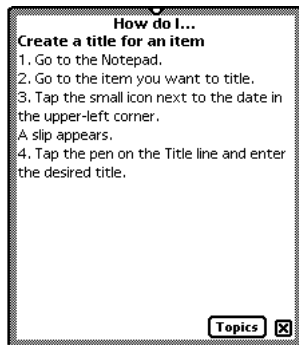 How do I...
Create a title for an item
1. Go to the Notepad.
2. Go to the item you want to title.
3. Tap the small icon next to the date in
the upper-left corner.
A slip appears.
4. Tap the pen on the Title line and enter
the desired title.
Topics